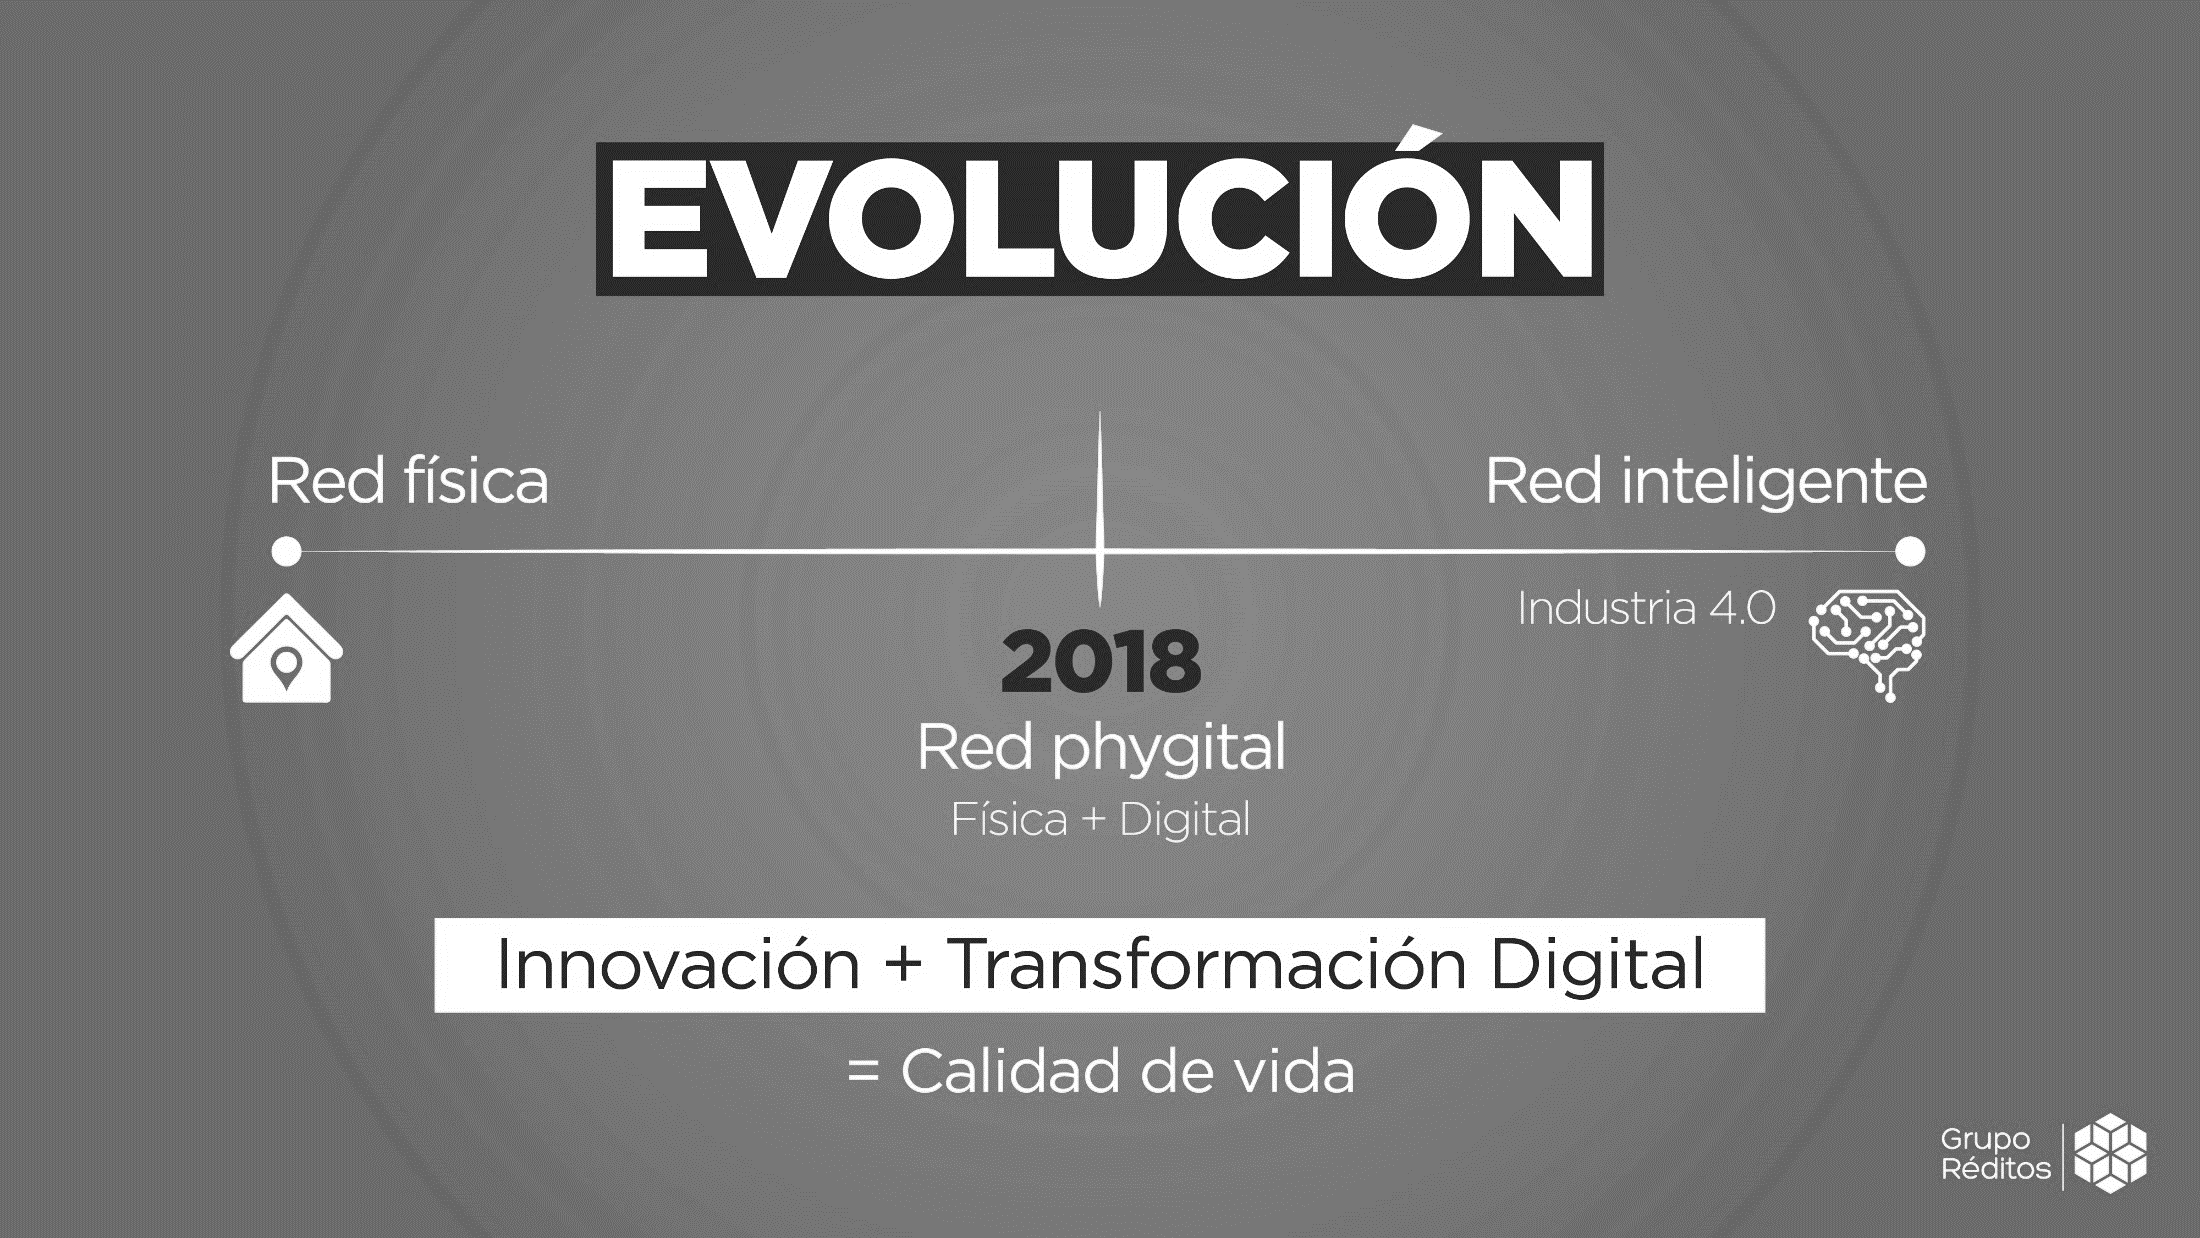 EVOLUCIÓN
Red física
Red inteligente
Industria 4.0
2018
Red phygital
Física + Digital
Innovación + Transformación Digital
= Calidad de vida
Grupo
Réditos